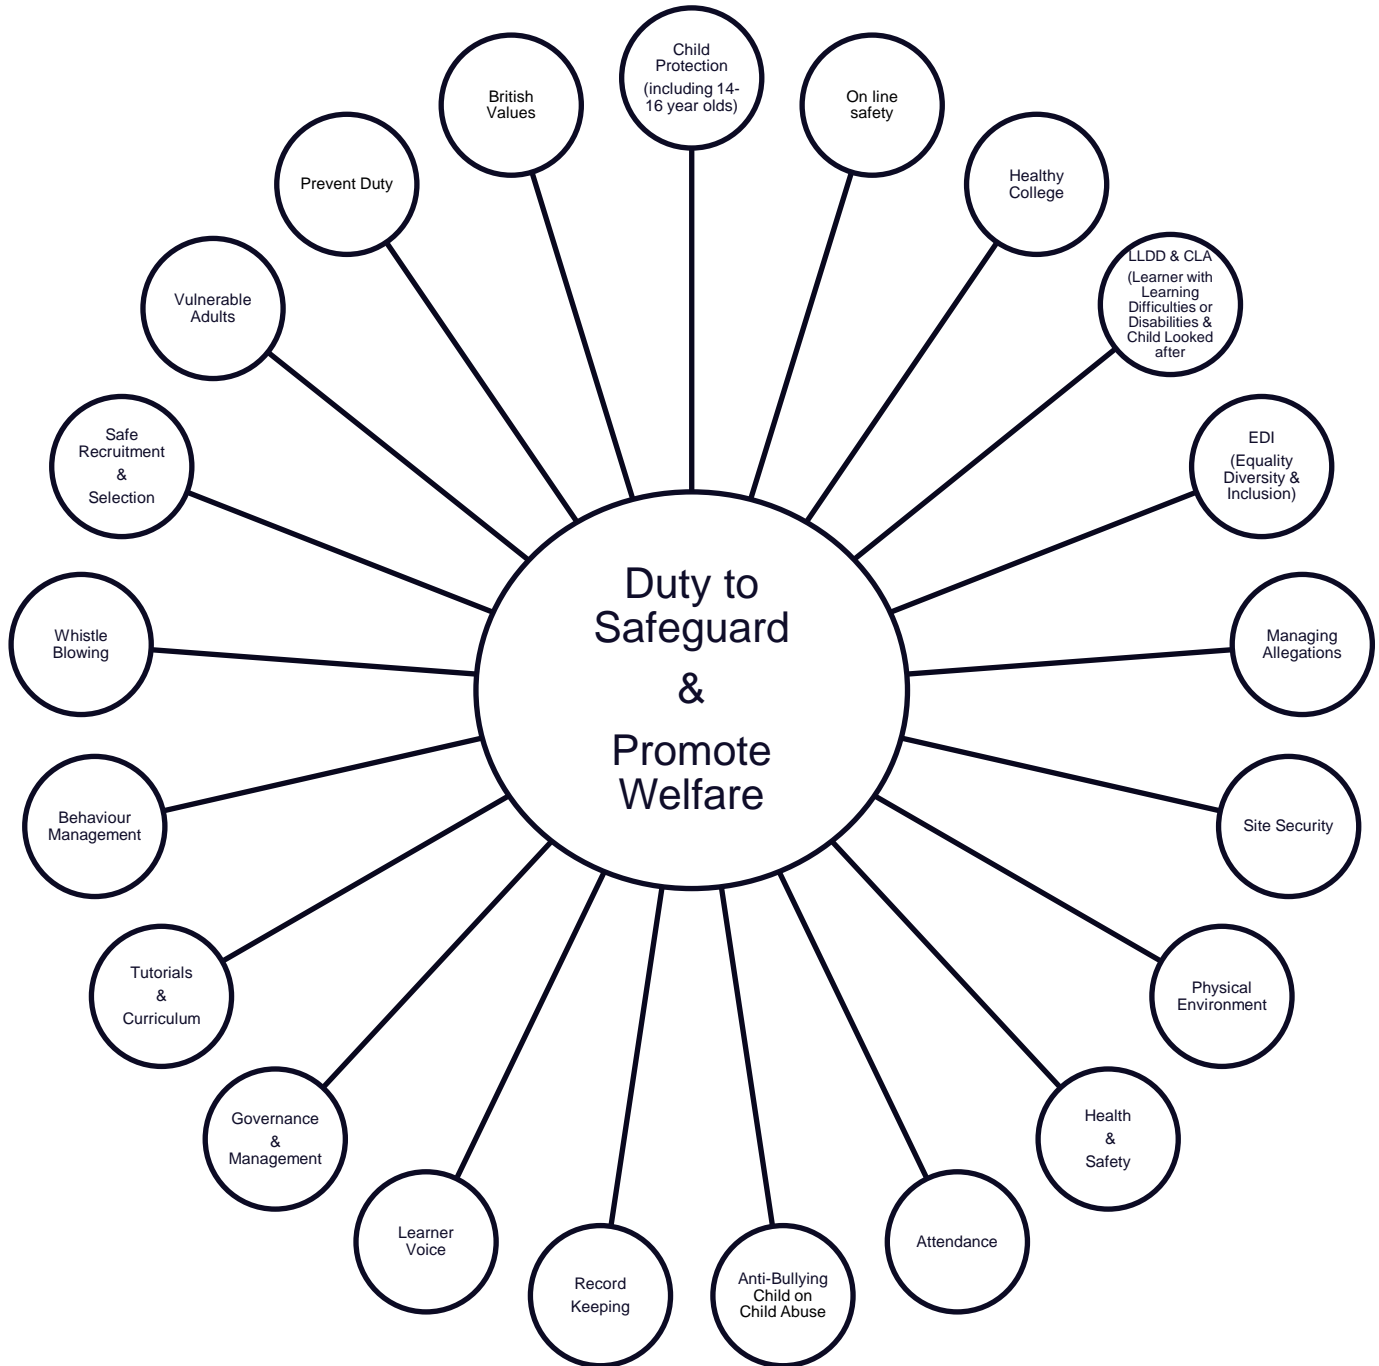 Child
Protection
(including 14-
16 year olds)
On line
safety
Healthy
College
LLDD & CLA
(Learner with
Learning
Difficulties or
Disabilities &
Child Looked
after
EDI
(Equality
Diversity &
Inclusion)
Managing
Allegations
Site Security
Physical
Environment
Health
&
Safety
Attendance
Anti-Bullying
Child on
Child Abuse
Record
Keeping
Learner
Voice
Governance
&
Management
Tutorials
&
Curriculum
Behaviour
Management
Whistle
Blowing
Safe
Recruitment
&
Selection
Vulnerable
Adults
Prevent Duty
British
Values
Duty to
Safeguard
&
Promote
Welfare